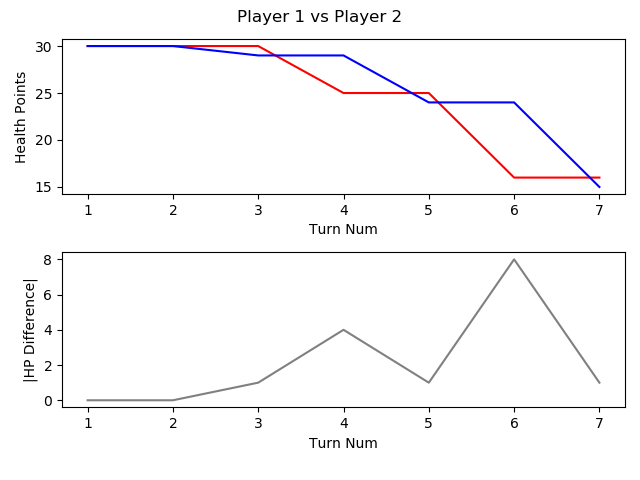 Player 1 vs Player 2
Health Points
30
25
20
15
1 2 3 4 5 6 7
Turn Num
|HP Difference|
8
6
4
2
0
1 2 3 4 5 6 7
Turn Num